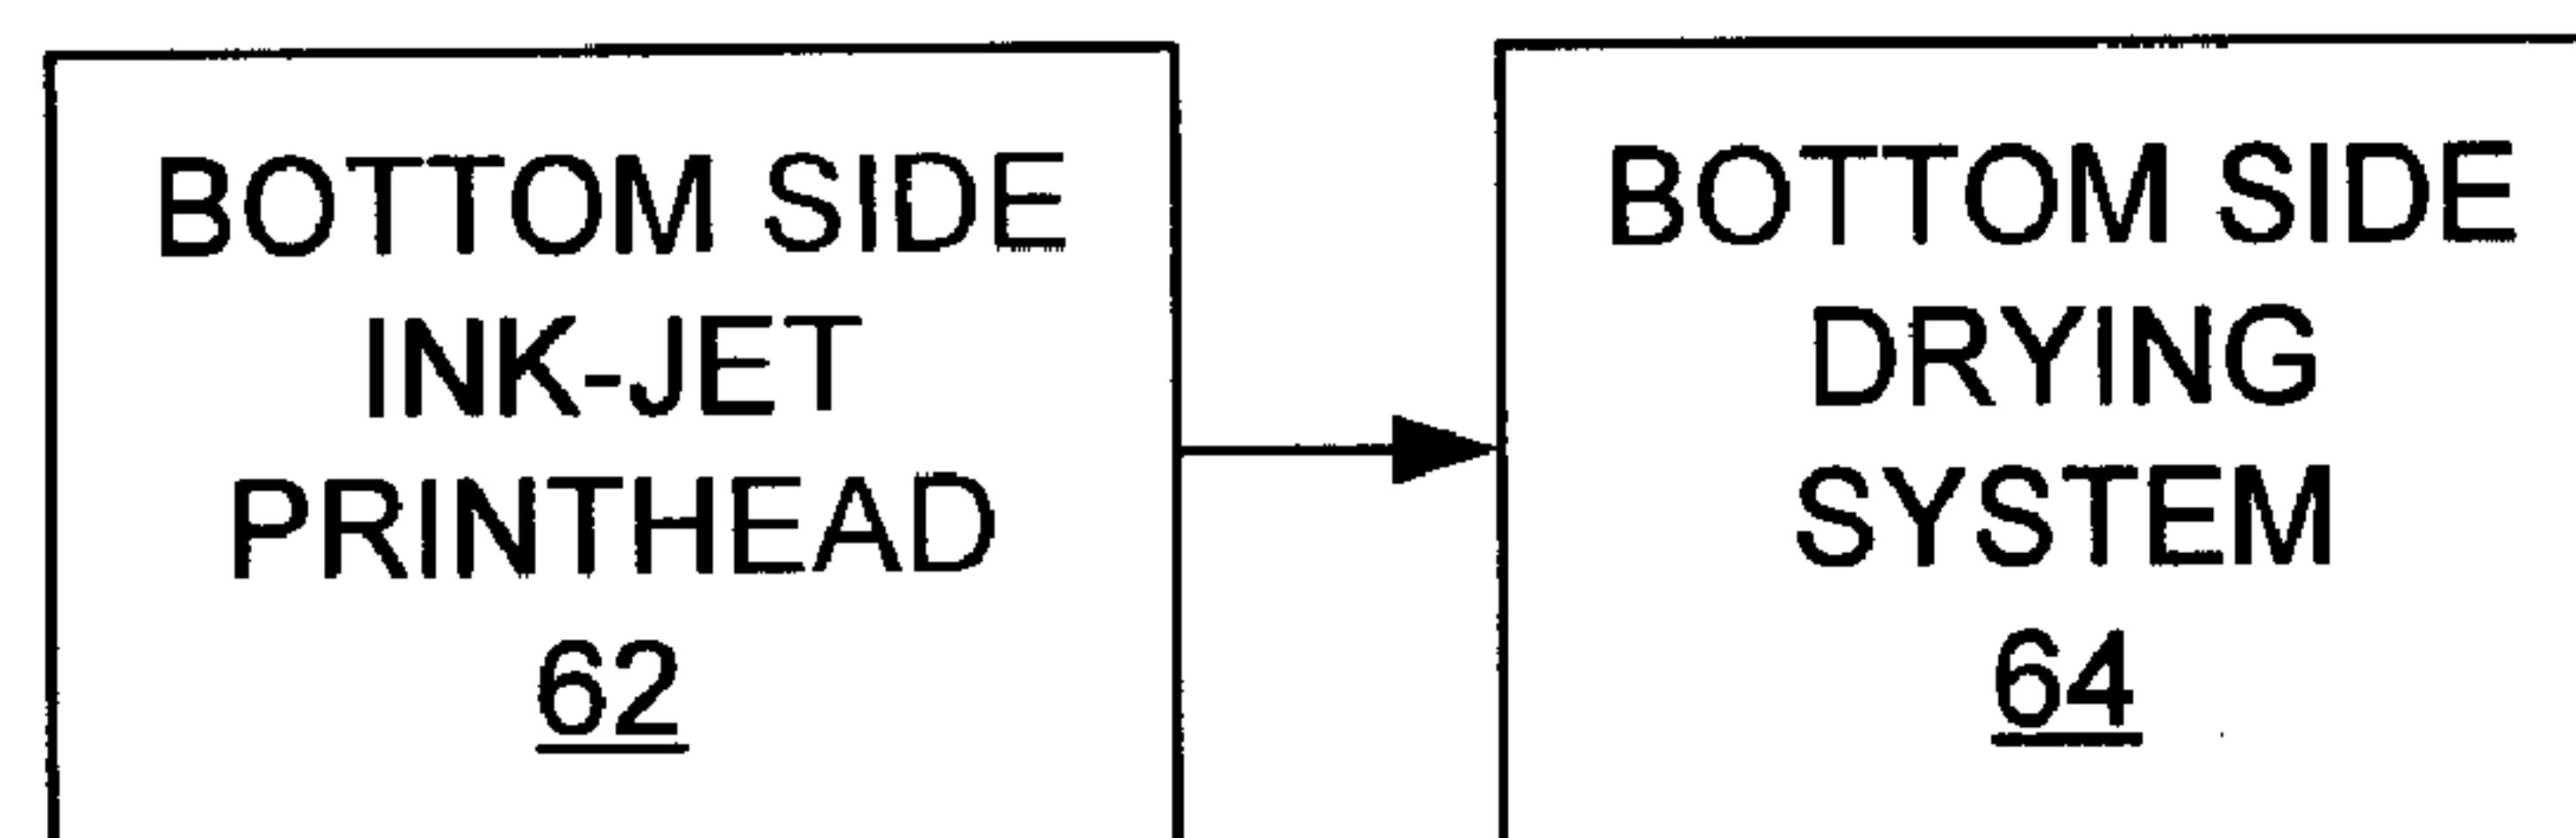 BOTTOM SIDE
INK-JET
PRINTHEAD
62
BOTTOM SIDE
DRYING
SYSTEM
64